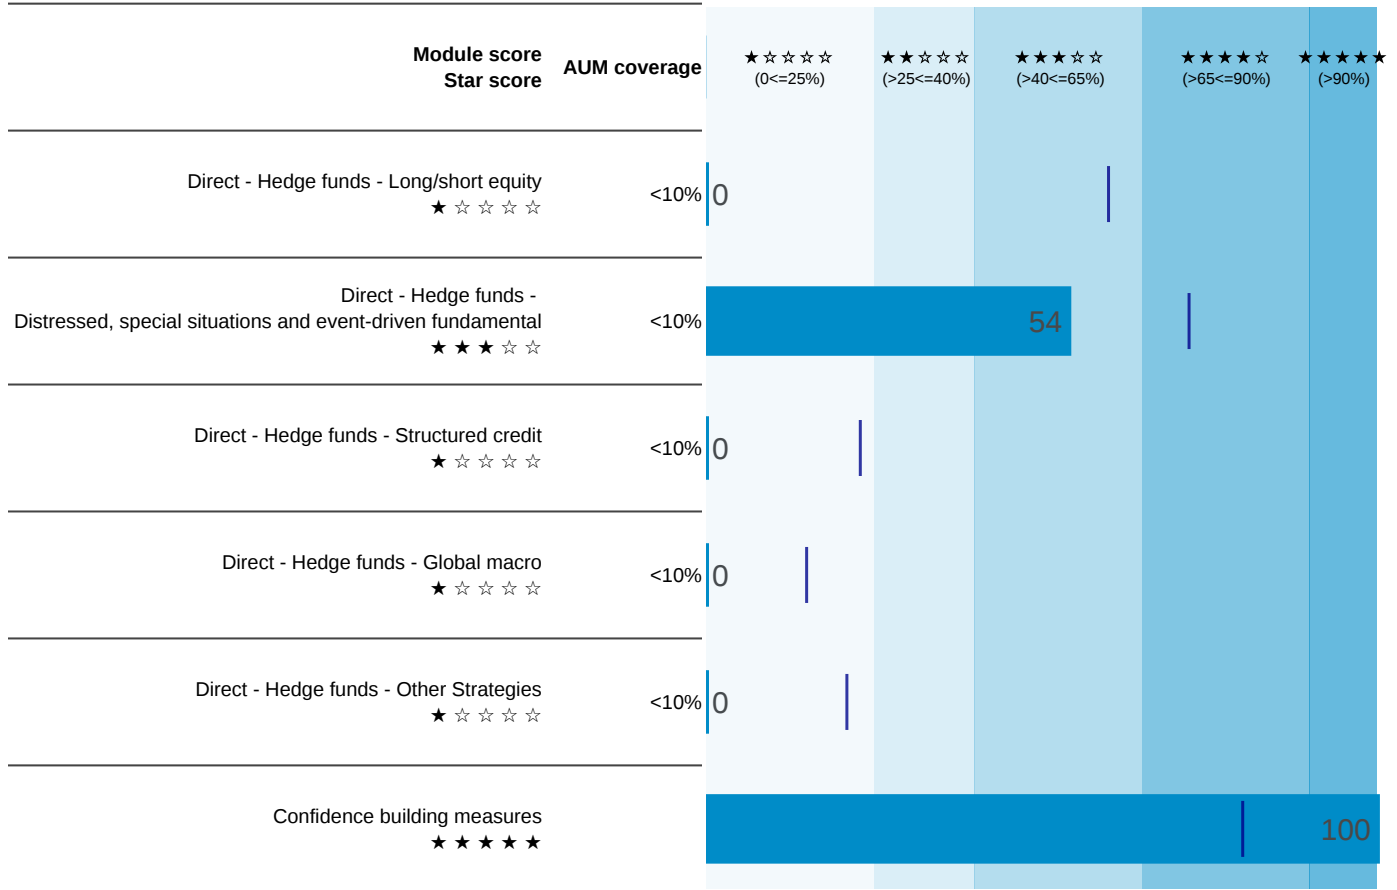 Module score
Star score
AUM coverage
★☆☆☆☆
(0<=25%)
★★☆☆☆
(>25<=40%)
★★★☆☆
(>40<=65%)
★★★★☆
(>65<=90%)
★★★★★
(>90%)
Direct - Hedge funds - Long/short equity
★☆☆☆☆
<10%
0
Direct - Hedge funds -
Distressed, special situations and event-driven fundamental
★★★☆☆
<10%
54
Direct - Hedge funds - Structured credit
★☆☆☆☆
<10%
0
Direct - Hedge funds - Global macro
★☆☆☆☆
<10%
0
Direct - Hedge funds - Other Strategies
★☆☆☆☆
<10%
0
Confidence building measures
★★★★★
100